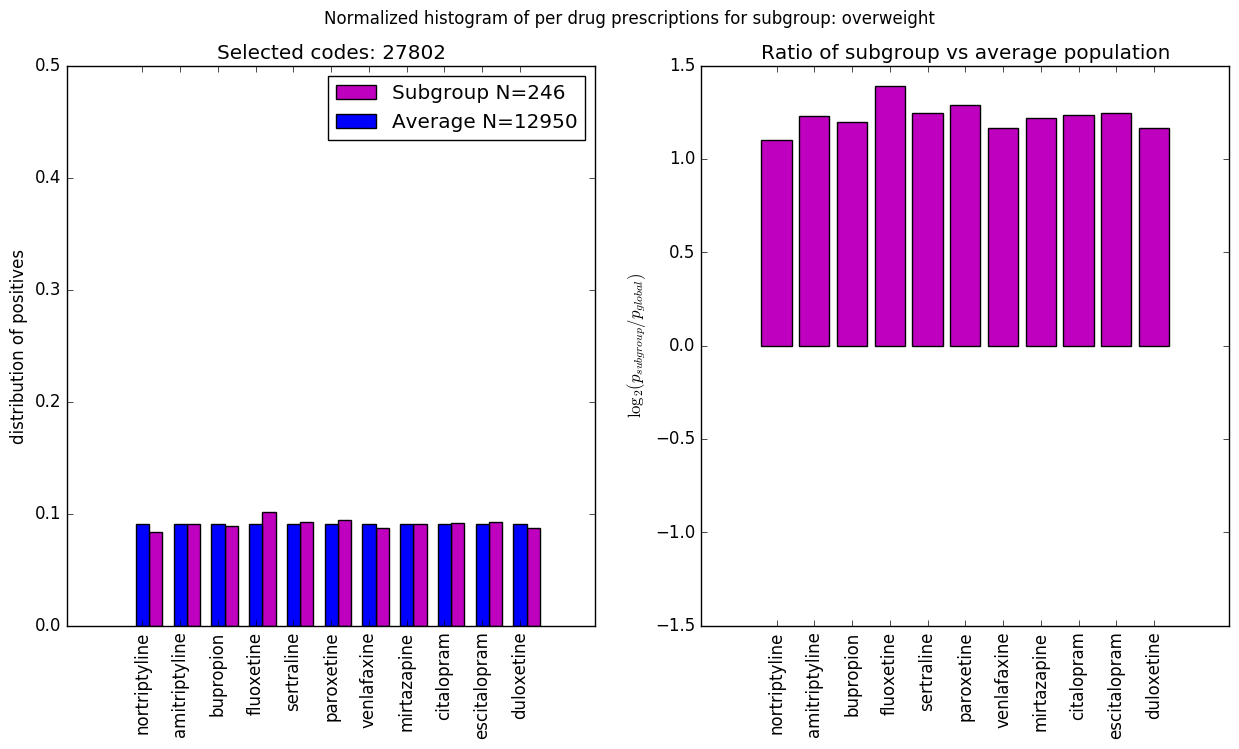 Normalized histogram of per drug prescriptions for subgroup: overweight
Selected codes: 27802
distribution of positives
0.5
0.4
0.3
0.2
0.1
0.0
Subgroup N=246
Average N=12950
nortriptyline
amitriptyline
bupropion
fluoxetine
sertraline
paroxetine
venlafaxine
mirtazapine
citalopram
escitalopram
duloxetine
Ratio of subgroup vs average population
log₂(p_subgroup/p_global)
1.5
1.0
0.5
0.0
−0.5
−1.0
−1.5
nortriptyline
amitriptyline
bupropion
fluoxetine
sertraline
paroxetine
venlafaxine
mirtazapine
citalopram
escitalopram
duloxetine